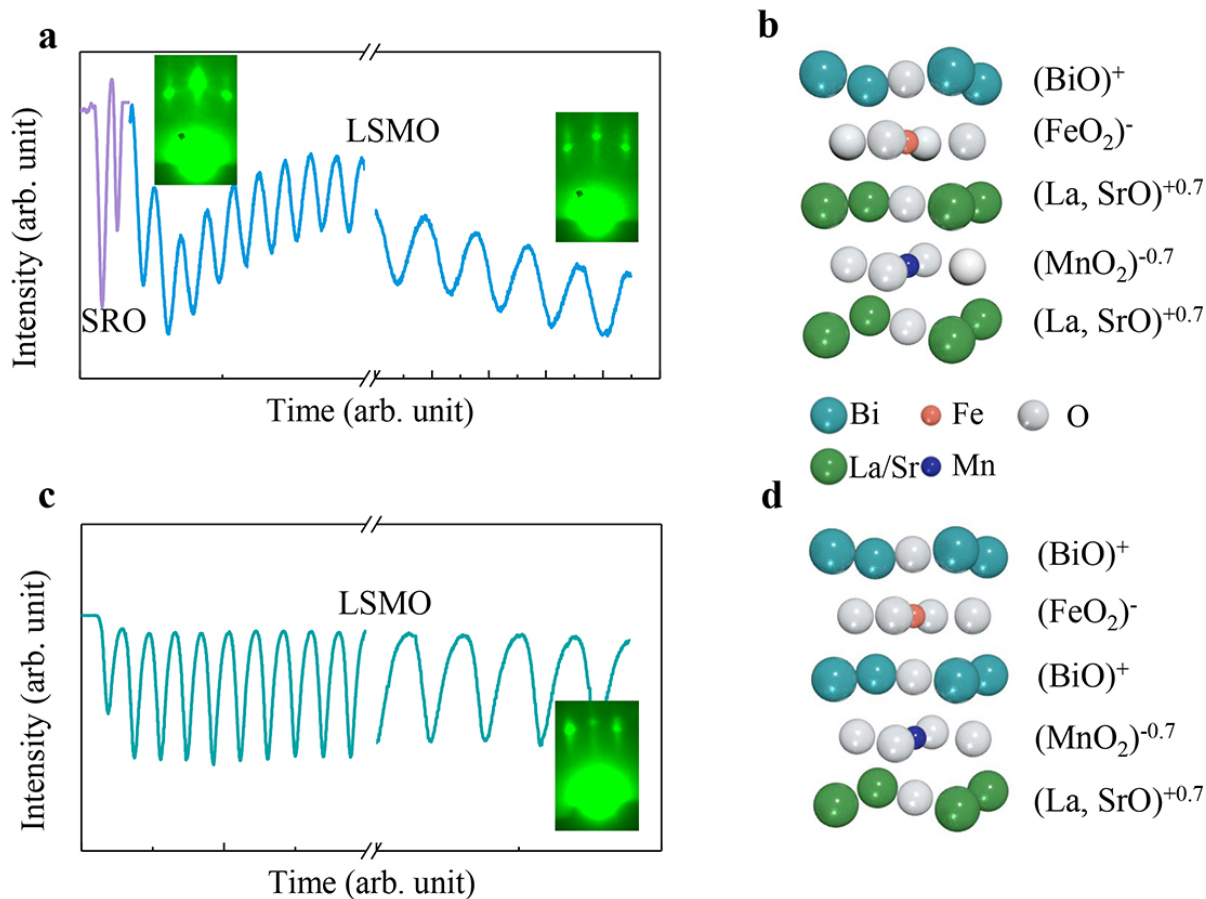 a
Intensity (arb. unit)
SRO
LSMO
Time (arb. unit)
b
(BiO)⁺
(FeO₂)⁻
(La, SrO)⁺⁰·⁷
(MnO₂)⁻⁰·⁷
(La, SrO)⁺⁰·⁷
Bi Fe O
La/Sr Mn
c
Intensity (arb. unit)
LSMO
Time (arb. unit)
d
(BiO)⁺
(FeO₂)⁻
(BiO)⁺
(MnO₂)⁻⁰·⁷
(La, SrO)⁺⁰·⁷